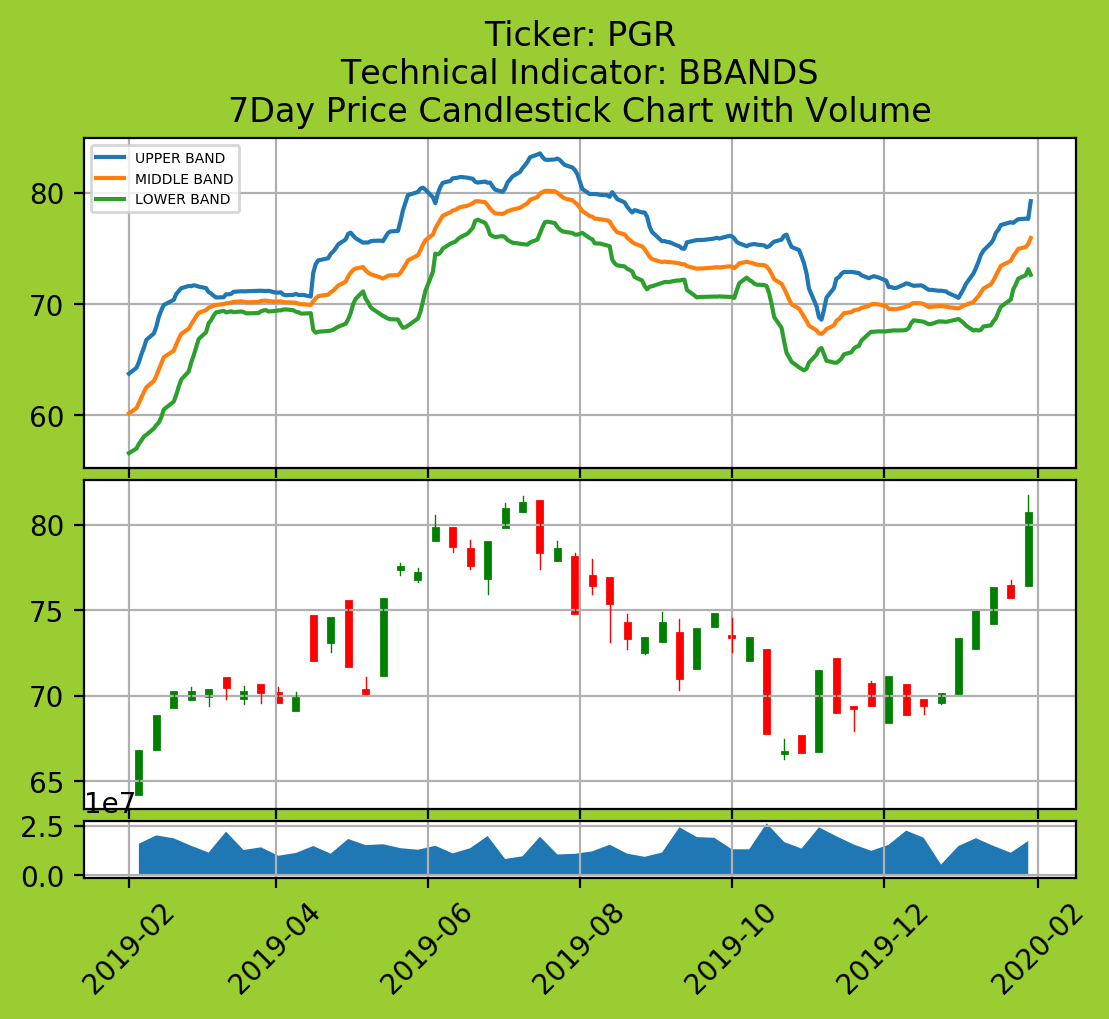 Ticker: PGR
Technical Indicator: BBANDS
7Day Price Candlestick Chart with Volume
UPPER BAND
MIDDLE BAND
LOWER BAND
80
70
60
80
75
70
65
1e7
2.5
0.0
2019-02
2019-04
2019-06
2019-08
2019-10
2019-12
2020-02